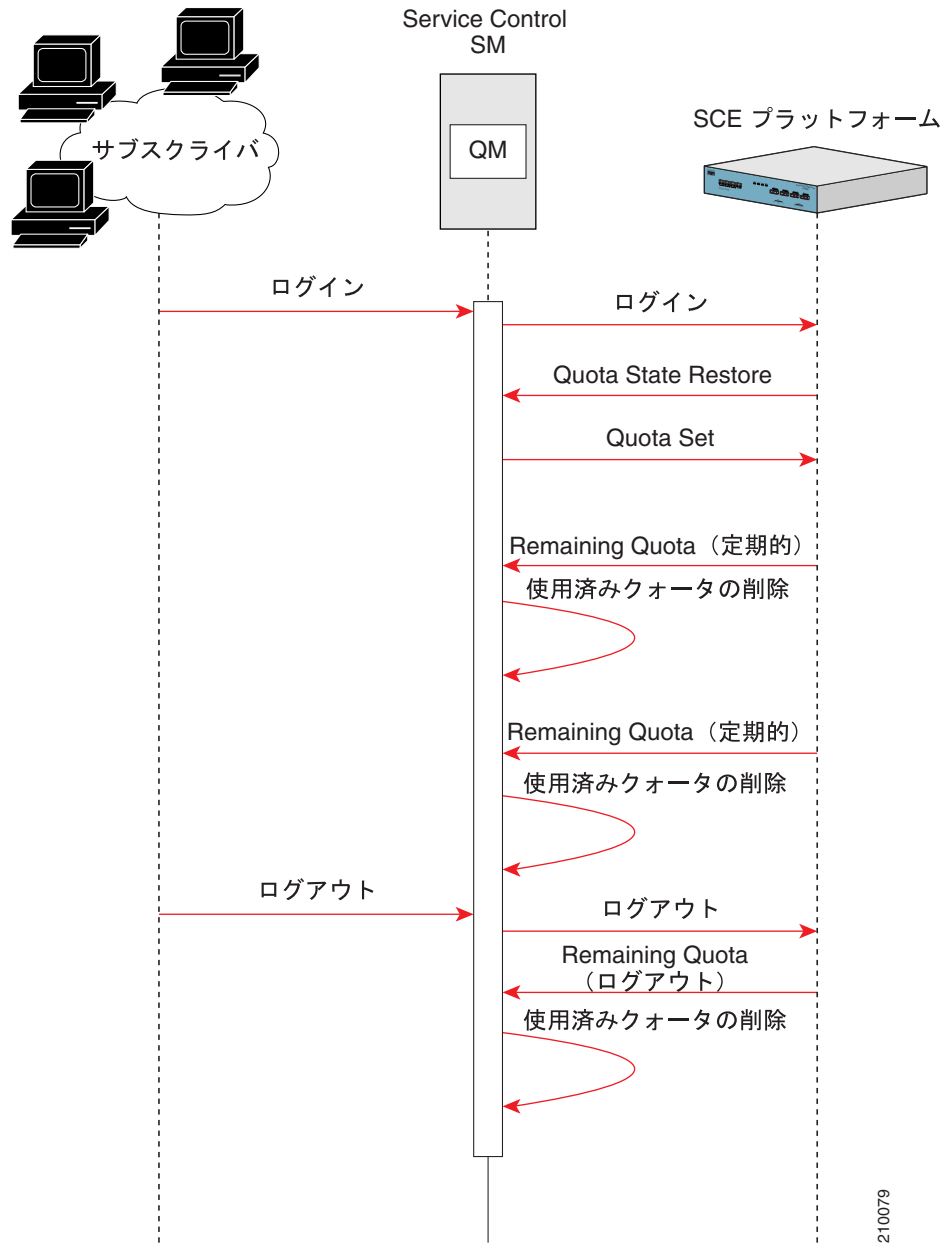 Service Control
SM
QM
サブスクライバ
SCE プラットフォーム
ログイン
ログイン
Quota State Restore
Quota Set
Remaining Quota（定期的）
使用済みクォータの削除
Remaining Quota（定期的）
使用済みクォータの削除
ログアウト
ログアウト
Remaining Quota
（ログアウト）
使用済みクォータの削除
210079